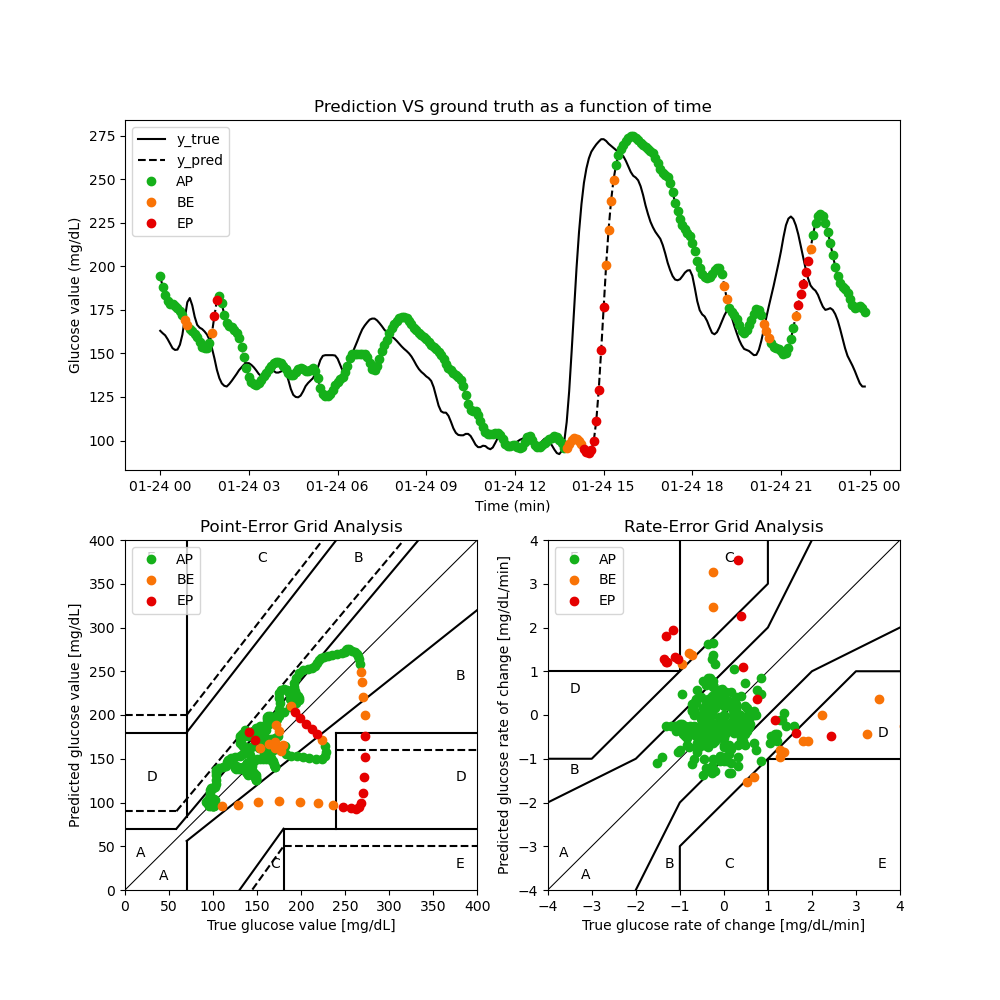 Prediction VS ground truth as a function of time
Glucose value (mg/dL)
275
250
225
200
175
150
125
100
y_true
y_pred
AP
BE
EP
01-24 00 01-24 03 01-24 06 01-24 09 01-24 12 01-24 15 01-24 18 01-24 21 01-25 00
Time (min)
Point-Error Grid Analysis
Predicted glucose value [mg/dL]
400
350
300
250
200
150
100
50
0
AP
BE
EP
C B
B
D D
A
A
C
E
0 50 100 150 200 250 300 350 400
True glucose value [mg/dL]
Rate-Error Grid Analysis
Predicted glucose rate of change [mg/dL/min]
4
3
2
1
0
−1
−2
−3
−4
AP
BE
EP
C
D
D
B
A
A
B C E
−4 −3 −2 −1 0 1 2 3 4
True glucose rate of change [mg/dL/min]